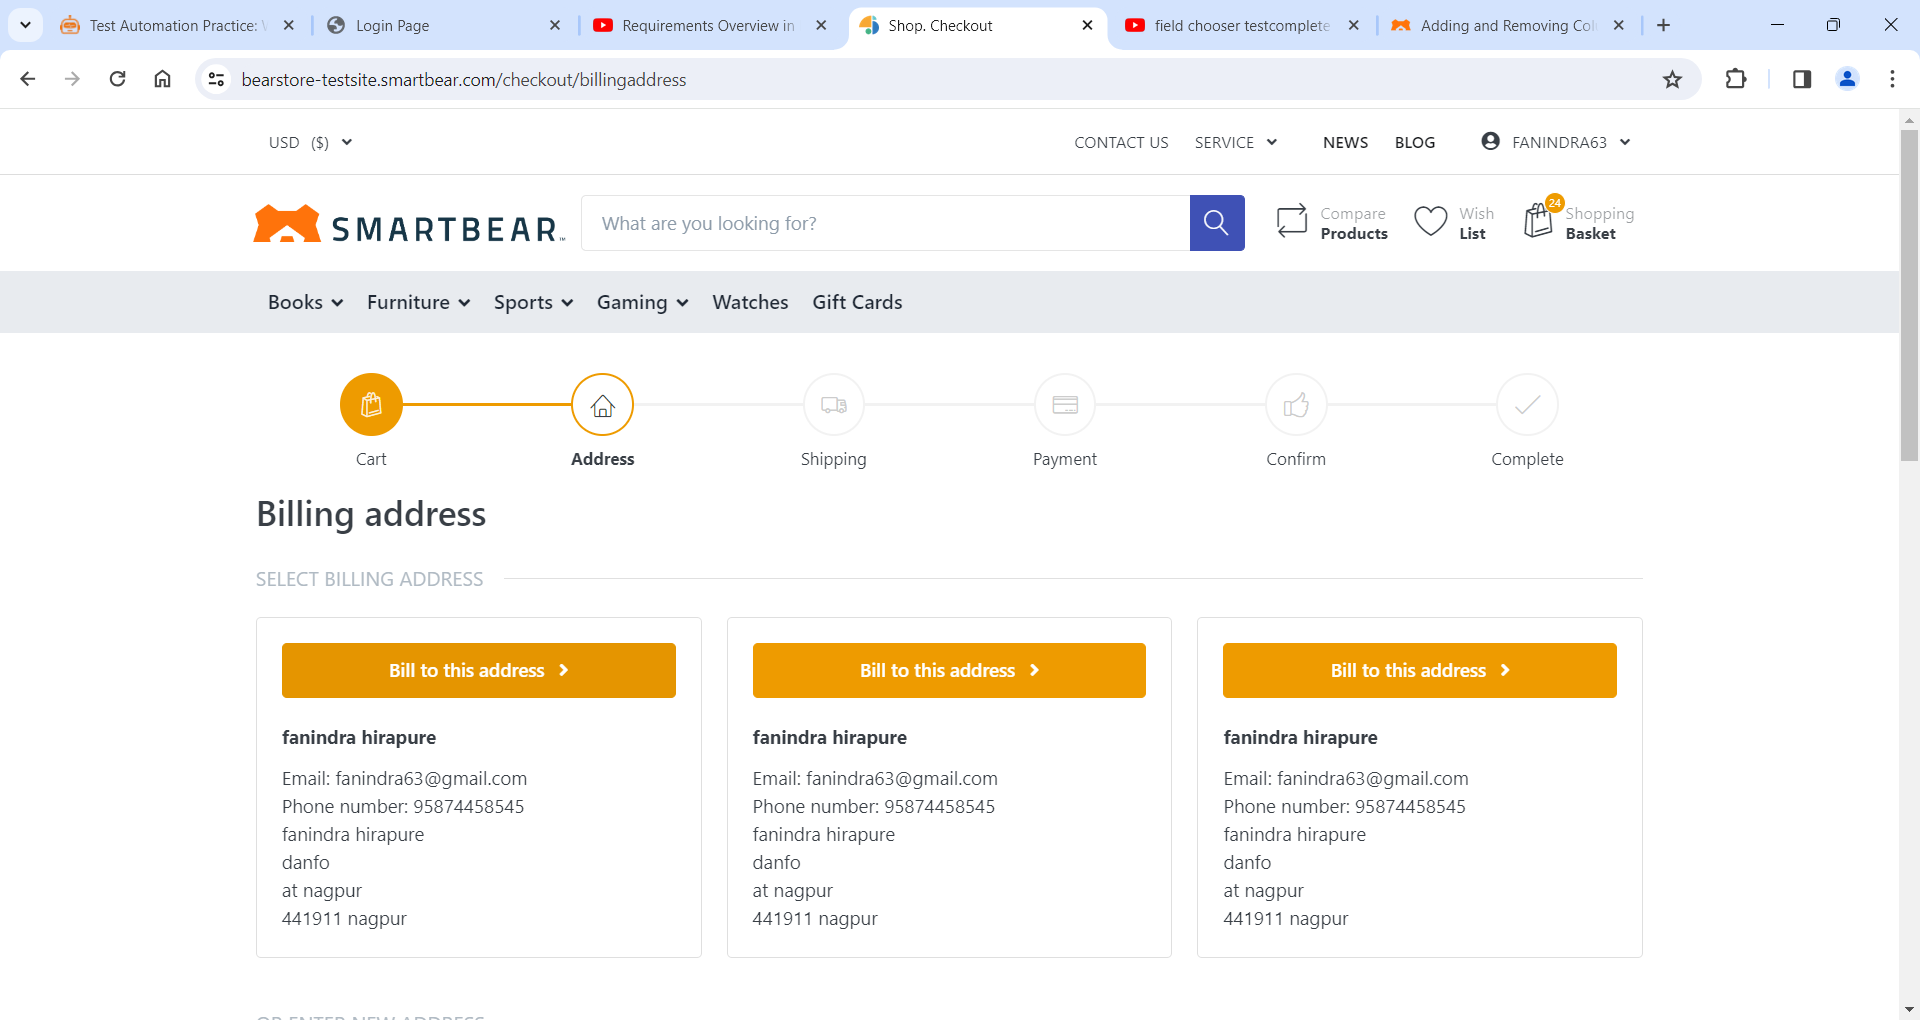 Test Automation Practice:
Login Page
Requirements Overview in
Shop. Checkout
field chooser testcomplete
Adding and Removing Col
bearstore-testsite.smartbear.com/checkout/billingaddress
USD ($)
CONTACT US
SERVICE
NEWS
BLOG
FANINDRA63
SMARTBEAR
What are you looking for?
Compare
Products
Wish
List
24
Shopping
Basket
Books
Furniture
Sports
Gaming
Watches
Gift Cards
Cart
Address
Shipping
Payment
Confirm
Complete
Billing address
SELECT BILLING ADDRESS
Bill to this address
fanindra hirapure
Email: fanindra63@gmail.com
Phone number: 95874458545
fanindra hirapure
danfo
at nagpur
441911 nagpur
Bill to this address
fanindra hirapure
Email: fanindra63@gmail.com
Phone number: 95874458545
fanindra hirapure
danfo
at nagpur
441911 nagpur
Bill to this address
fanindra hirapure
Email: fanindra63@gmail.com
Phone number: 95874458545
fanindra hirapure
danfo
at nagpur
441911 nagpur
OR ENTER NEW ADDRESS